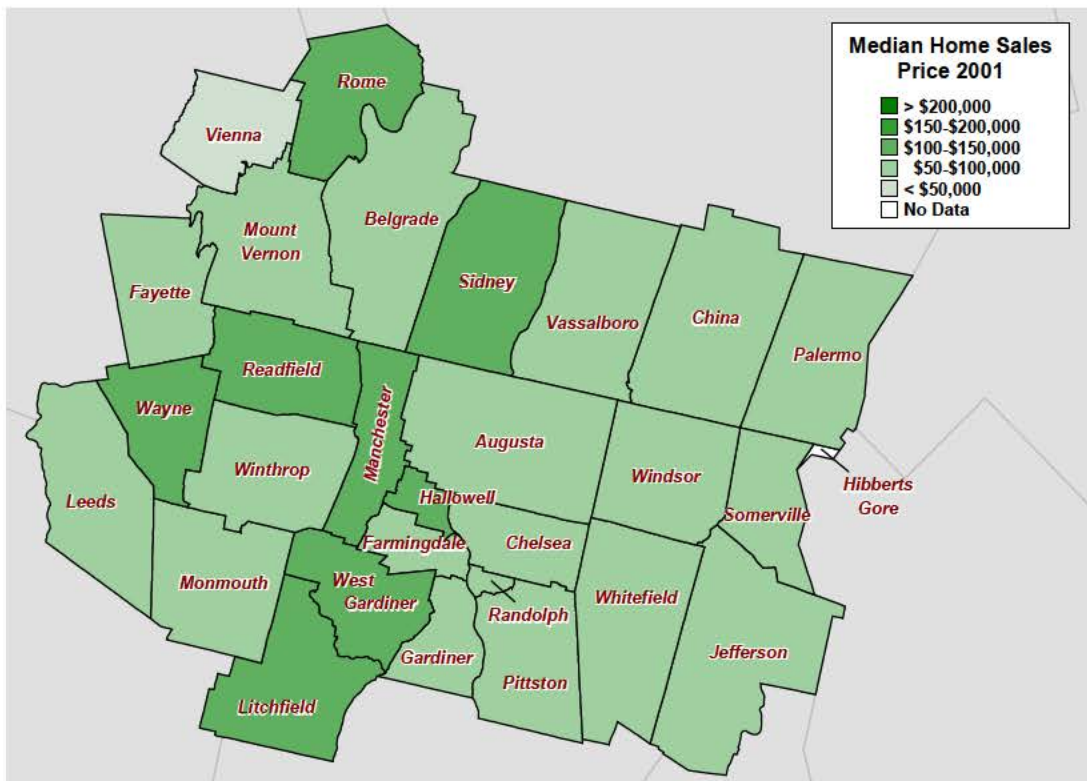 Median Home Sales
Price 2001
> $200,000
$150-$200,000
$100-$150,000
$50-$100,000
< $50,000
No Data
Rome
Vienna
Belgrade
Mount
Vernon
Sidney
Fayette
Vassalboro
China
Palermo
Readfield
Wayne
Manchester
Augusta
Winthrop
Windsor
Leeds
Hallowell
Hibberts
Gore
Somerville
Farmingdale
Chelsea
Monmouth
West
Gardiner
Whitefield
Randolph
Jefferson
Gardiner
Pittston
Litchfield